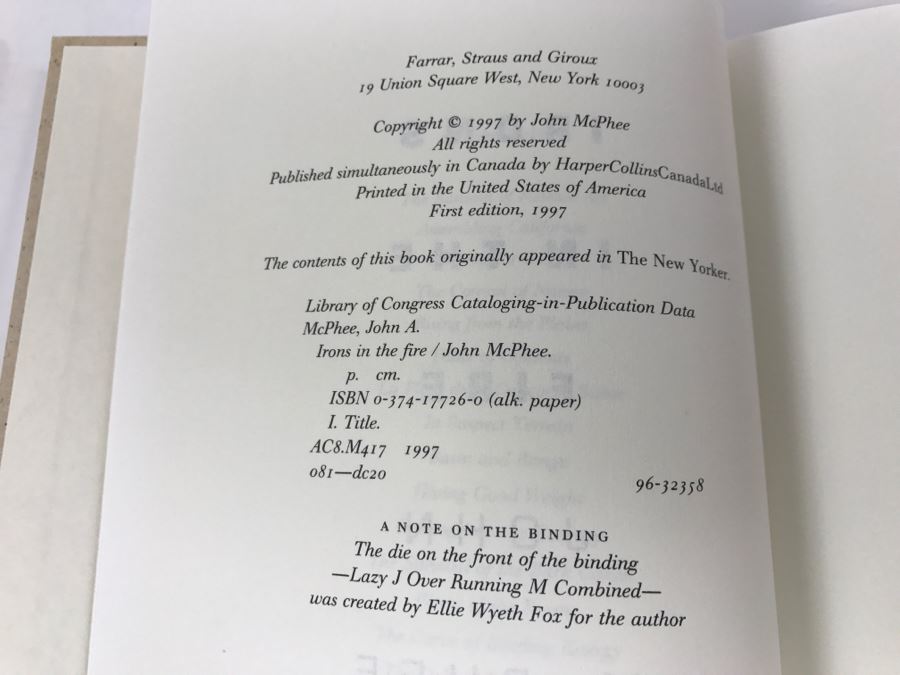 Farrar, Straus and Giroux
19 Union Square West, New York 10003
Copyright © 1997 by John McPhee
All rights reserved
Published simultaneously in Canada by HarperCollinsCanadaLtd
Printed in the United States of America
First edition, 1997
The contents of this book originally appeared in The New Yorker.
Library of Congress Cataloging-in-Publication Data
McPhee, John A.
Irons in the fire / John McPhee.
p. cm.
ISBN 0-374-17726-0 (alk. paper)
I. Title.
AC8.M417 1997
081—dc20 96-32358
A NOTE ON THE BINDING
The die on the front of the binding
—Lazy J Over Running M Combined—
was created by Ellie Wyeth Fox for the author